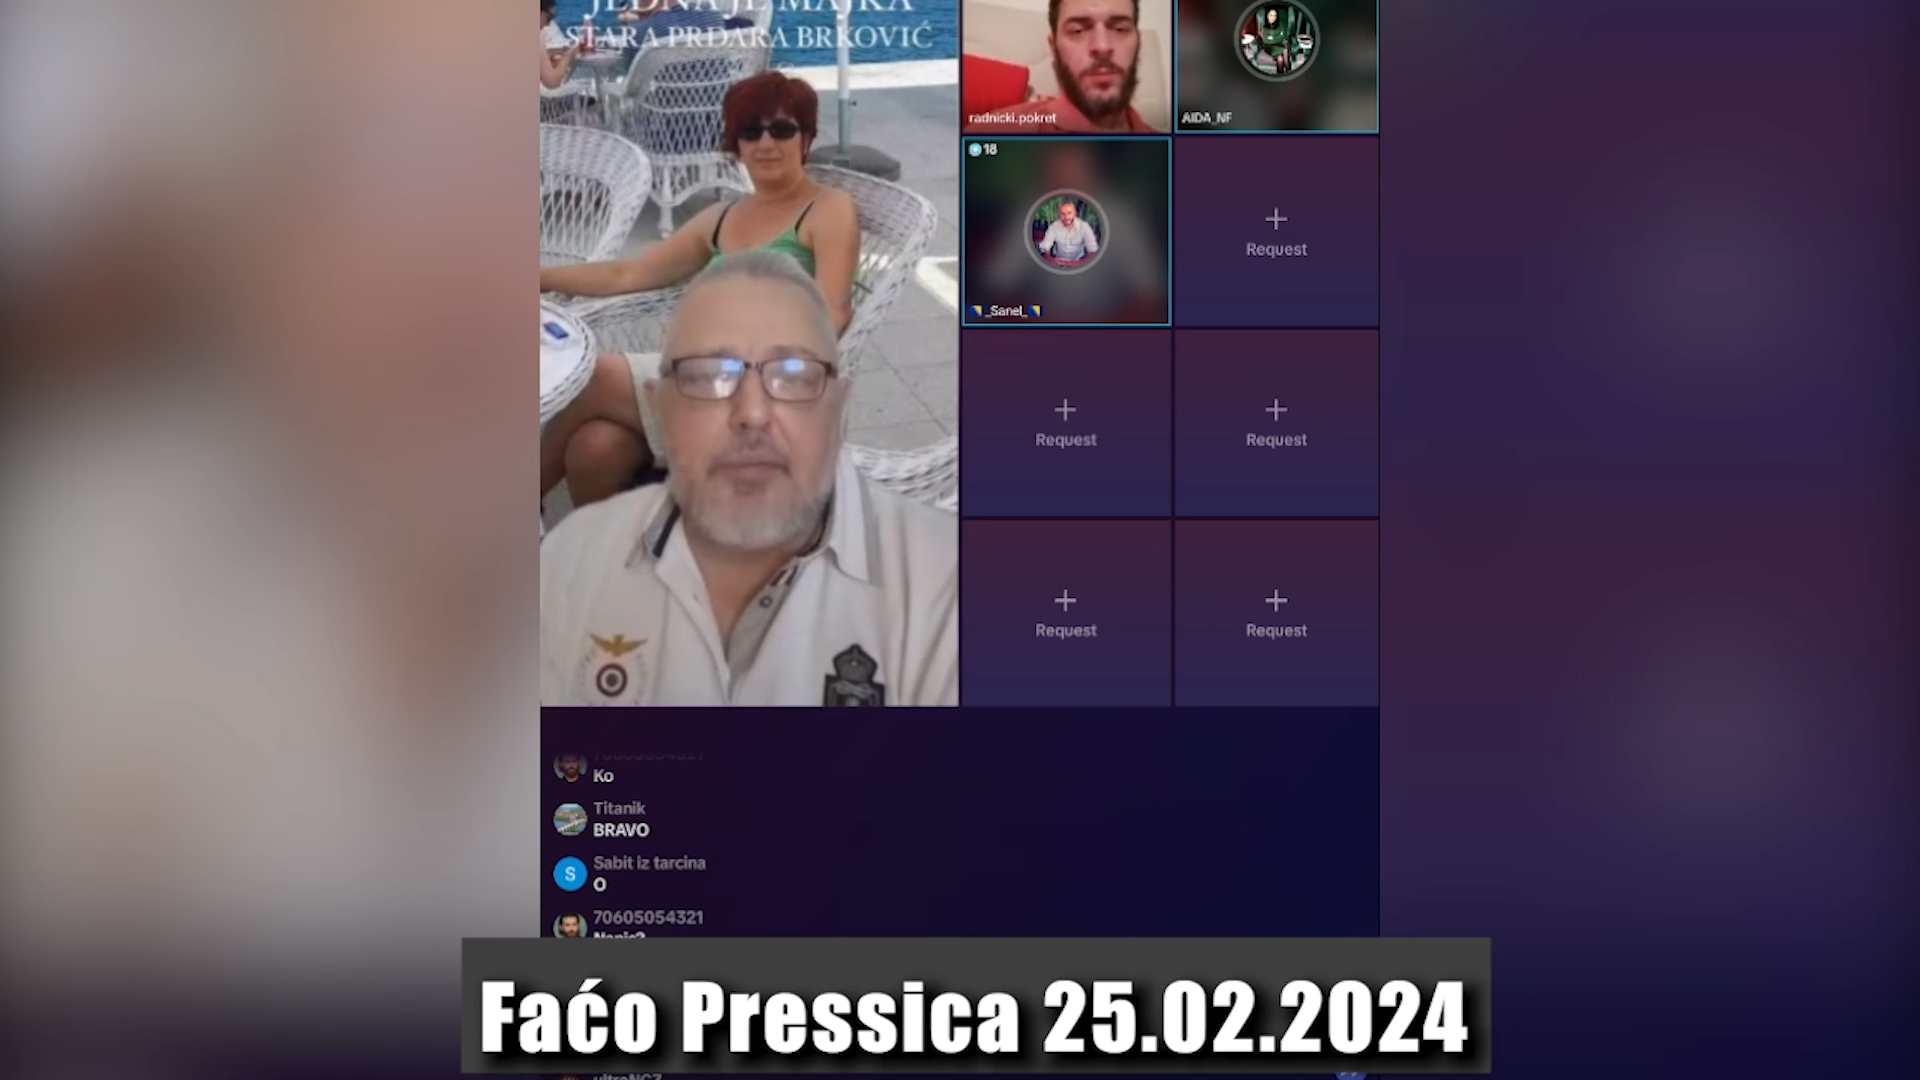 JEDNA JE MAJKA
STARA PRDARA BRKOVIĆ
radnicki.pokret
AIDA_NF
18
_Sanel_
+
Request
+
Request
+
Request
+
Request
+
Request
Ko
Titanik
BRAVO
S
Sabit iz tarcina
O
70605054321
Faćo Pressica 25.02.2024